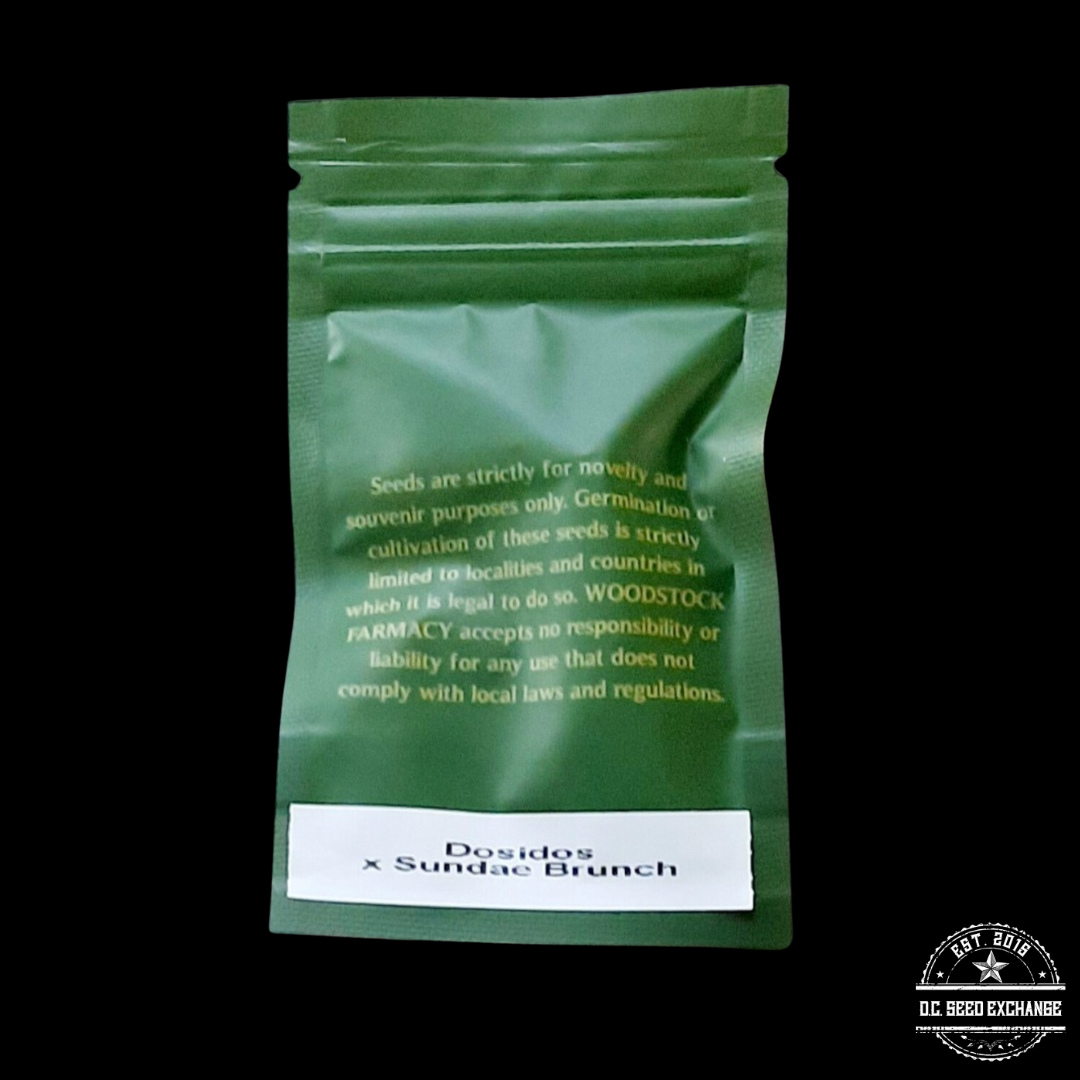 Seeds are strictly for novelty and
souvenir purposes only. Germination or
cultivation of these seeds is strictly
limited to localities and countries in
which it is legal to do so. WOODSTOCK
FARMACY accepts no responsibility or
liability for any use that does not
comply with local laws and regulations.
Dosidos
x Sundae Brunch
EST. 2018
D.C. SEED EXCHANGE